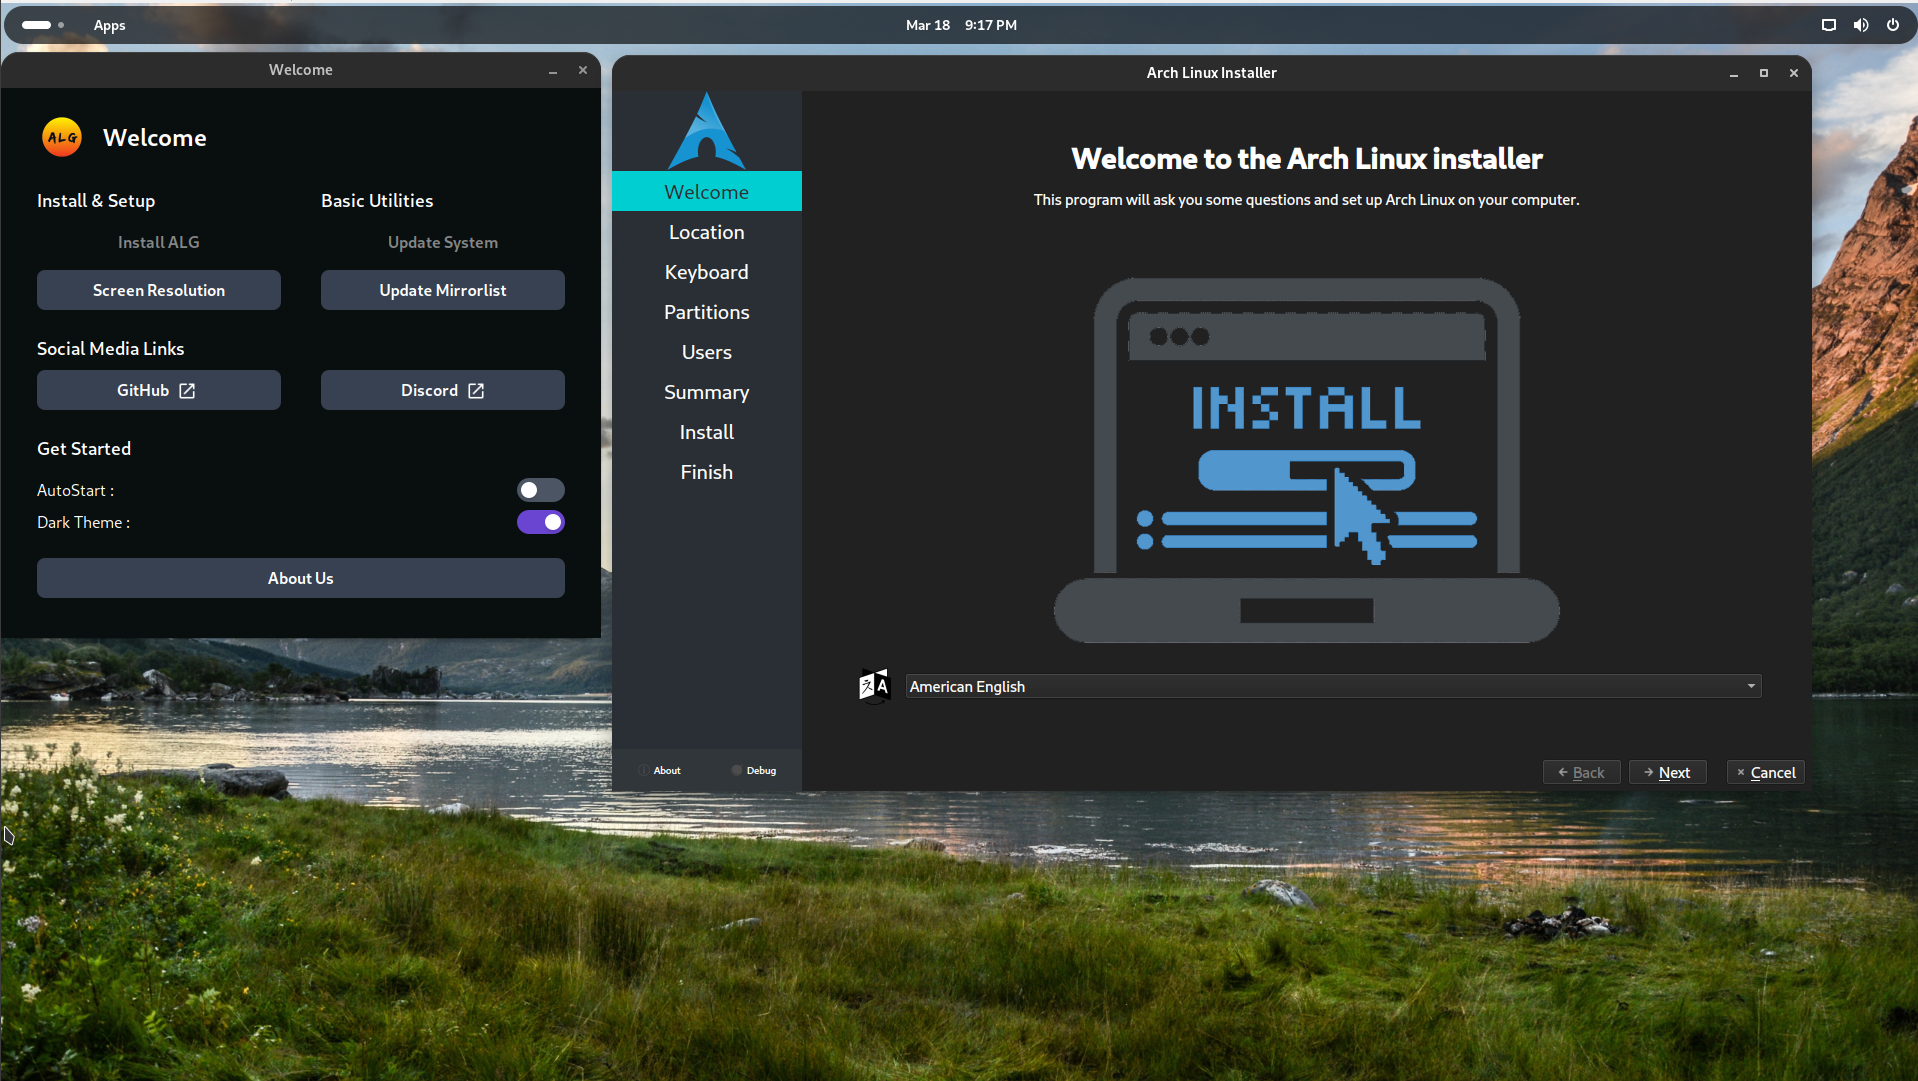 Apps
Mar 18 9:17 PM
Welcome
ALG
Welcome
Install & Setup
Basic Utilities
Install ALG
Update System
Screen Resolution
Update Mirrorlist
Social Media Links
GitHub
Discord
Get Started
AutoStart :
Dark Theme :
About Us
Arch Linux Installer
Welcome
Location
Keyboard
Partitions
Users
Summary
Install
Finish
About
Debug
Welcome to the Arch Linux installer
This program will ask you some questions and set up Arch Linux on your computer.
INSTALL
文A
American English
Back
Next
Cancel